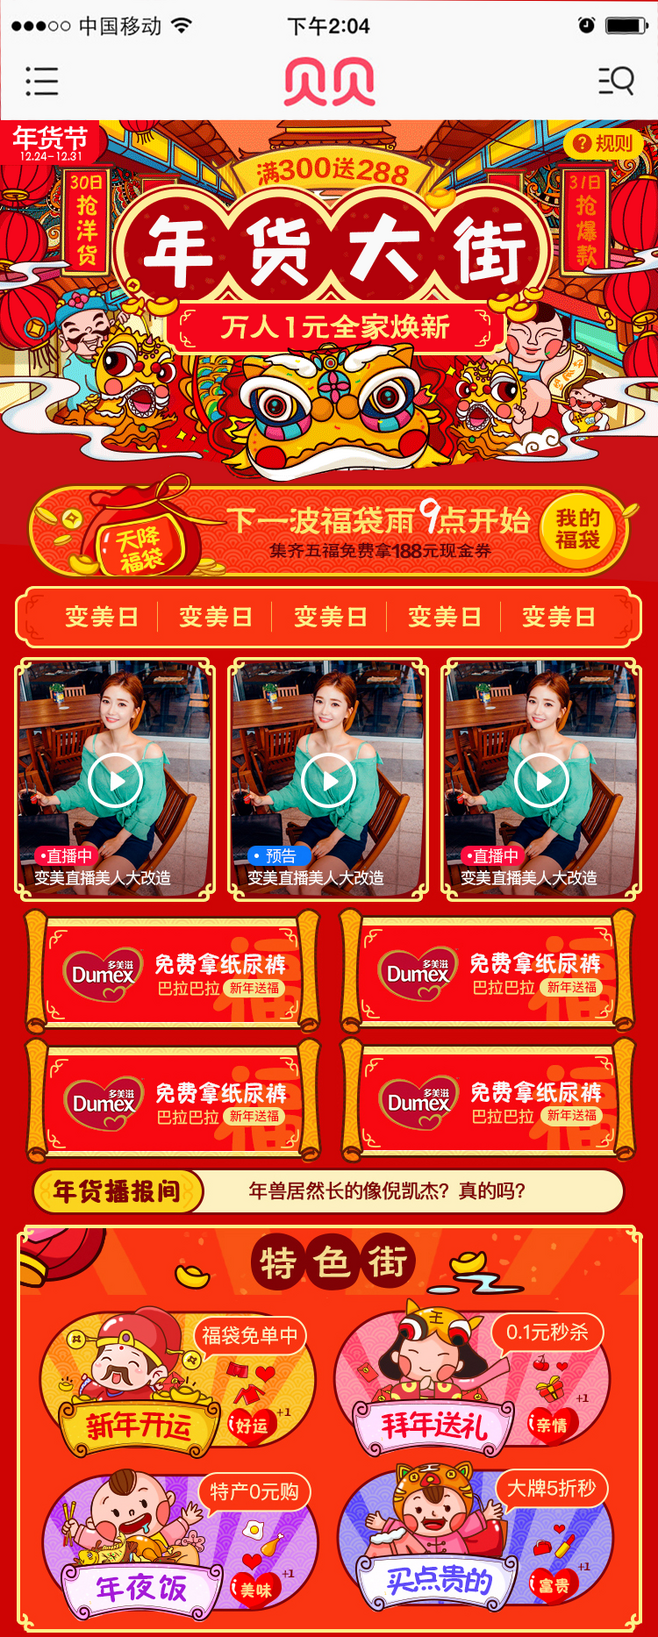 中国移动
下午2:04
贝贝
年货节
12.24-12.31
? 规则
满300送288
30日
抢洋货
31日
抢爆款
年货大街
万人1元全家焕新
天降
福袋
下一波福袋雨9点开始
集齐五福免费拿188元现金券
我的
福袋
变美日 变美日 变美日 变美日 变美日
直播中
变美直播美人大改造
预告
变美直播美人大改造
直播中
变美直播美人大改造
多美滋
Dumex
免费拿纸尿裤
巴拉巴拉 新年送福
福
多美滋
Dumex
免费拿纸尿裤
巴拉巴拉 新年送福
福
多美滋
Dumex
免费拿纸尿裤
巴拉巴拉 新年送福
福
多美滋
Dumex
免费拿纸尿裤
巴拉巴拉 新年送福
福
年货播报间
年兽居然长的像倪凯杰？真的吗？
特色街
福袋免单中
新年开运
好运
+1
王
0.1元秒杀
拜年送礼
亲情
+1
特产0元购
年夜饭
美味
+1
大牌5折秒
买点贵的
富贵
+1